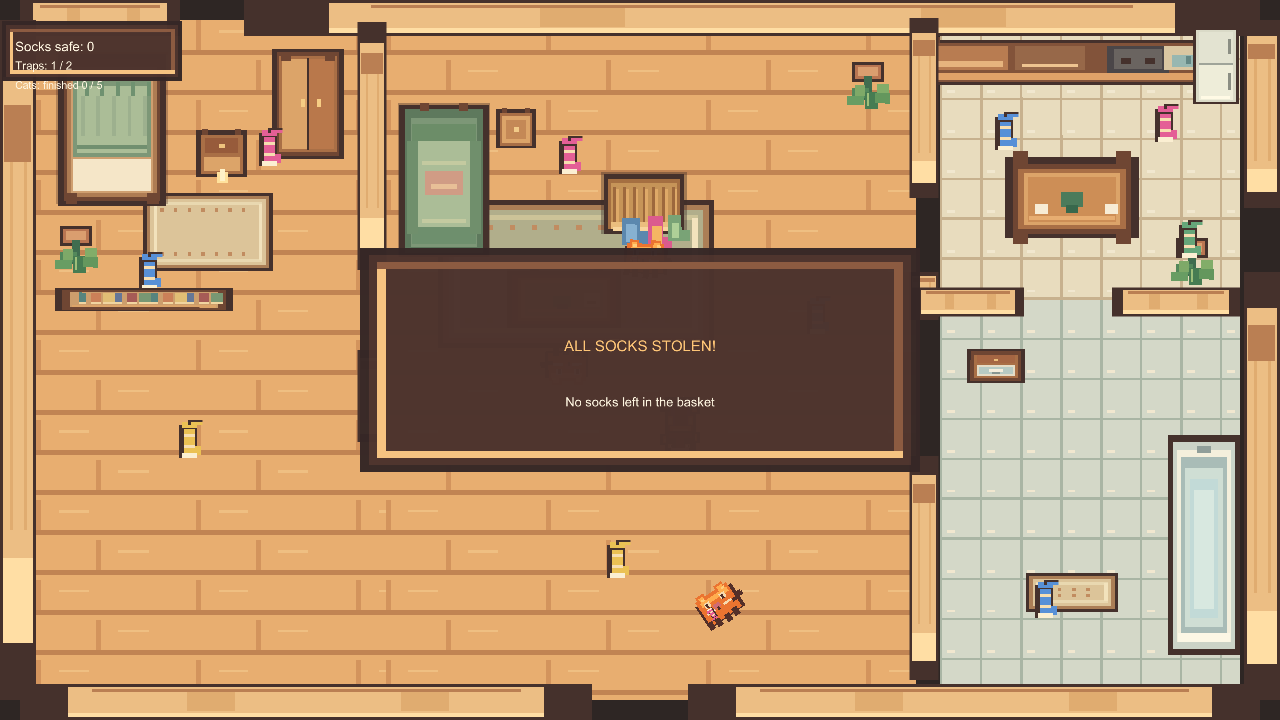 Socks safe: 0
Traps: 1 / 2
Cats: finished 0 / 5
ALL SOCKS STOLEN!
No socks left in the basket